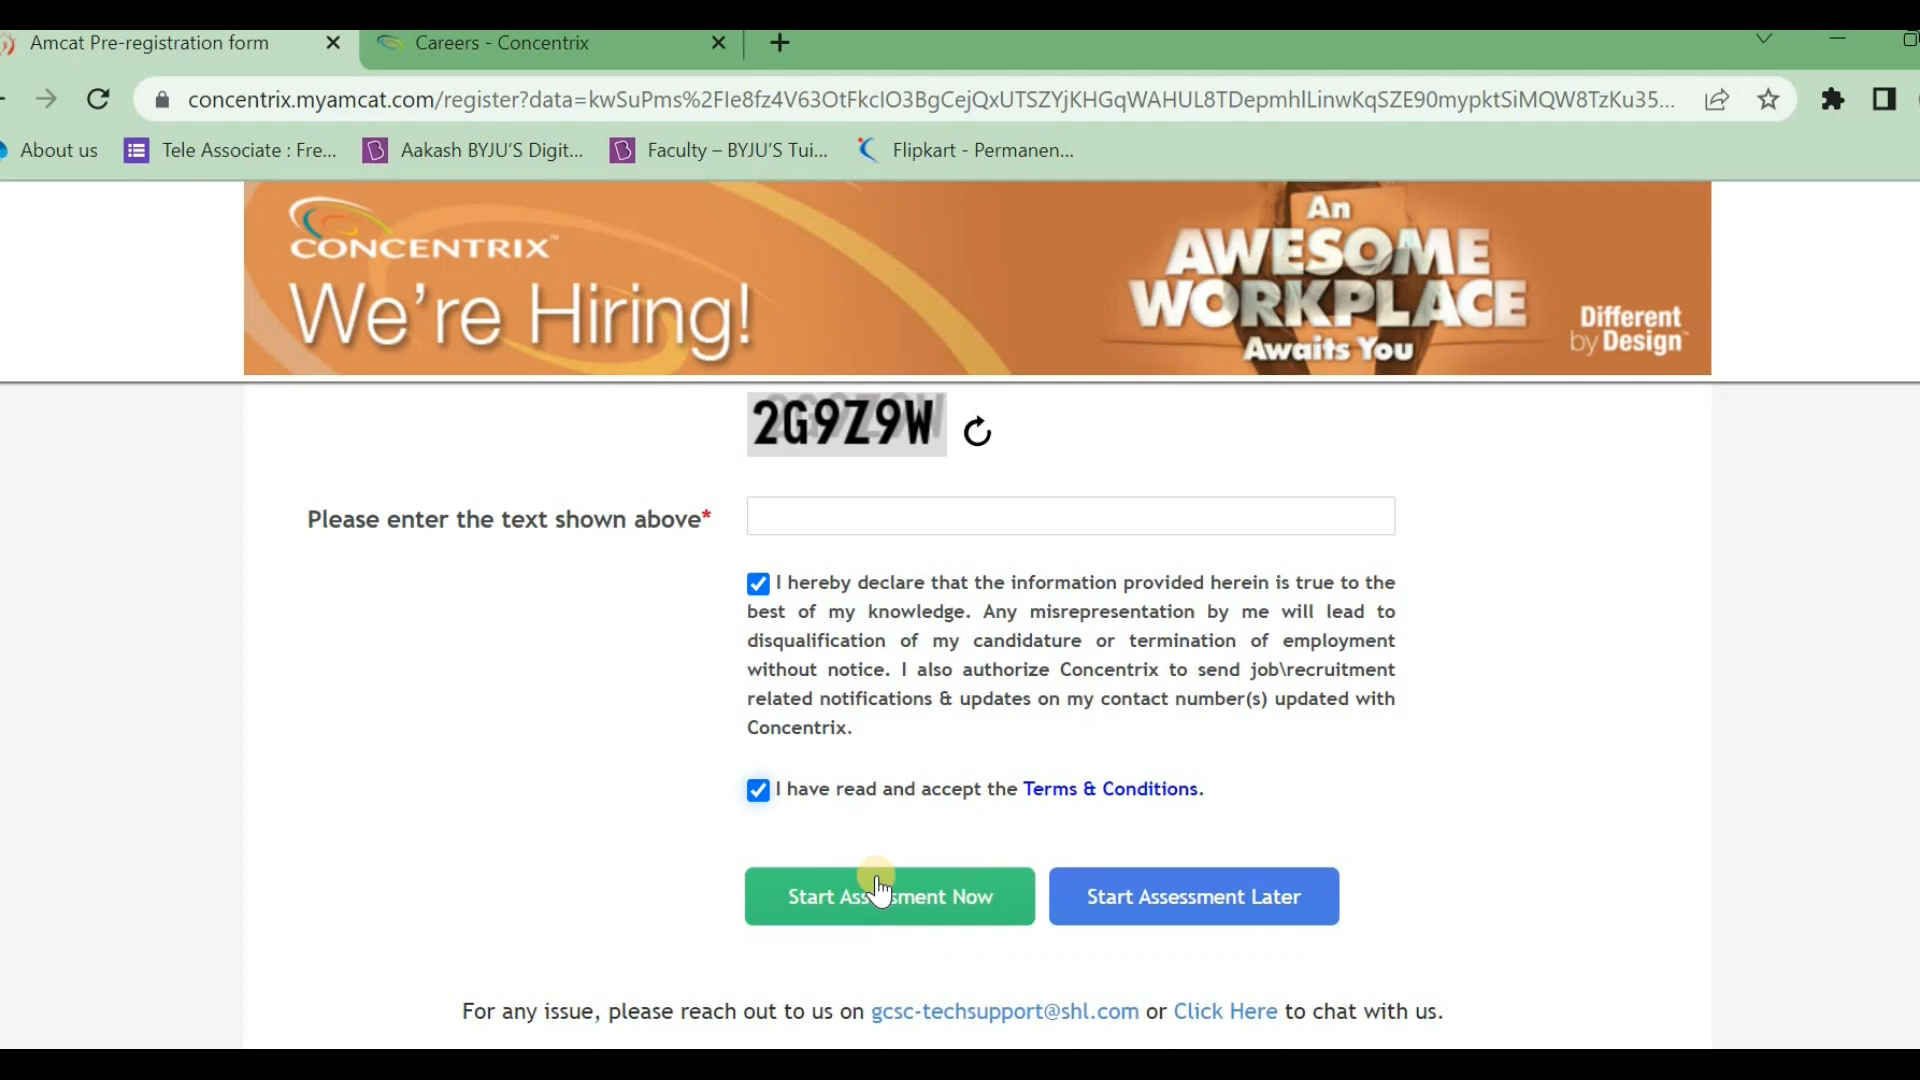 Amcat Pre-registration form
Careers - Concentrix
concentrix.myamcat.com/register?data=kwSuPms%2FIe8fz4V63OtFkcIO3BgCejQxUTSZYjKHGqWAHUL8TDepmhlLinwKqSZE90mypktSiMQW8TzKu35...
About us
Tele Associate : Fre...
Aakash BYJU'S Digit...
Faculty – BYJU'S Tui...
Flipkart - Permanen...
CONCENTRIX™
We're Hiring!
An
AWESOME
WORKPLACE
Awaits You
Different
by Design™
2G9Z9W
Please enter the text shown above*
I hereby declare that the information provided herein is true to the
best of my knowledge. Any misrepresentation by me will lead to
disqualification of my candidature or termination of employment
without notice. I also authorize Concentrix to send job\recruitment
related notifications & updates on my contact number(s) updated with
Concentrix.
I have read and accept the Terms & Conditions.
Start Assessment Now
Start Assessment Later
For any issue, please reach out to us on gcsc-techsupport@shl.com or Click Here to chat with us.